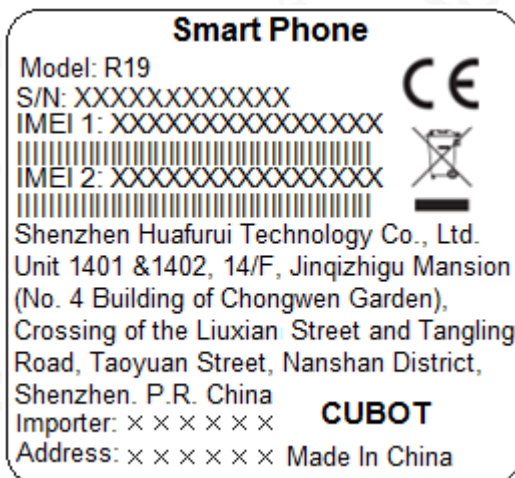 Smart Phone
Model: R19
S/N: XXXXXXXXXXXXX
IMEI 1: XXXXXXXXXXXXXXX
IMEI 2: XXXXXXXXXXXXXXX
Shenzhen Huafurui Technology Co., Ltd.
Unit 1401 &1402, 14/F, Jinqizhigu Mansion
(No. 4 Building of Chongwen Garden),
Crossing of the Liuxian Street and Tangling
Road, Taoyuan Street, Nanshan District,
Shenzhen. P.R. China
Importer: × × × × × ×
Address: × × × × × ×
CE
CUBOT
Made In China